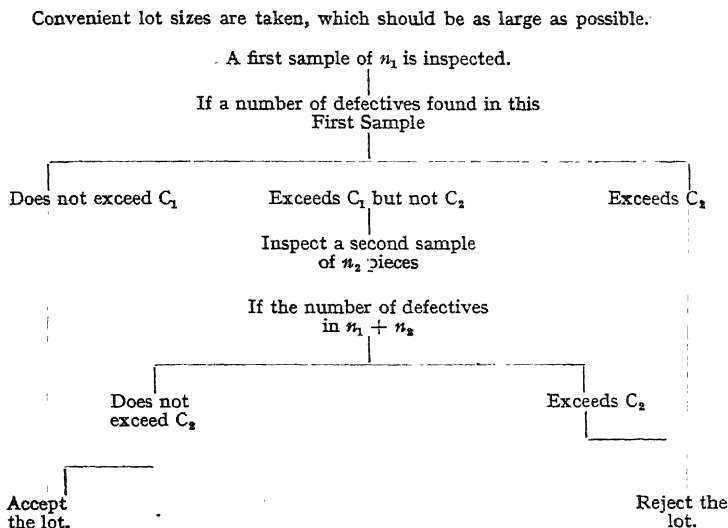 Convenient lot sizes are taken, which should be as large as possible.
A first sample of n₁ is inspected.
If a number of defectives found in this
First Sample
Does not exceed C₁
Exceeds C₁ but not C₂
Exceeds C₂
Inspect a second sample
of n₂ pieces
If the number of defectives
in n₁ + n₂
Does not
exceed C₂
Exceeds C₂
Accept
the lot.
Reject the
lot.